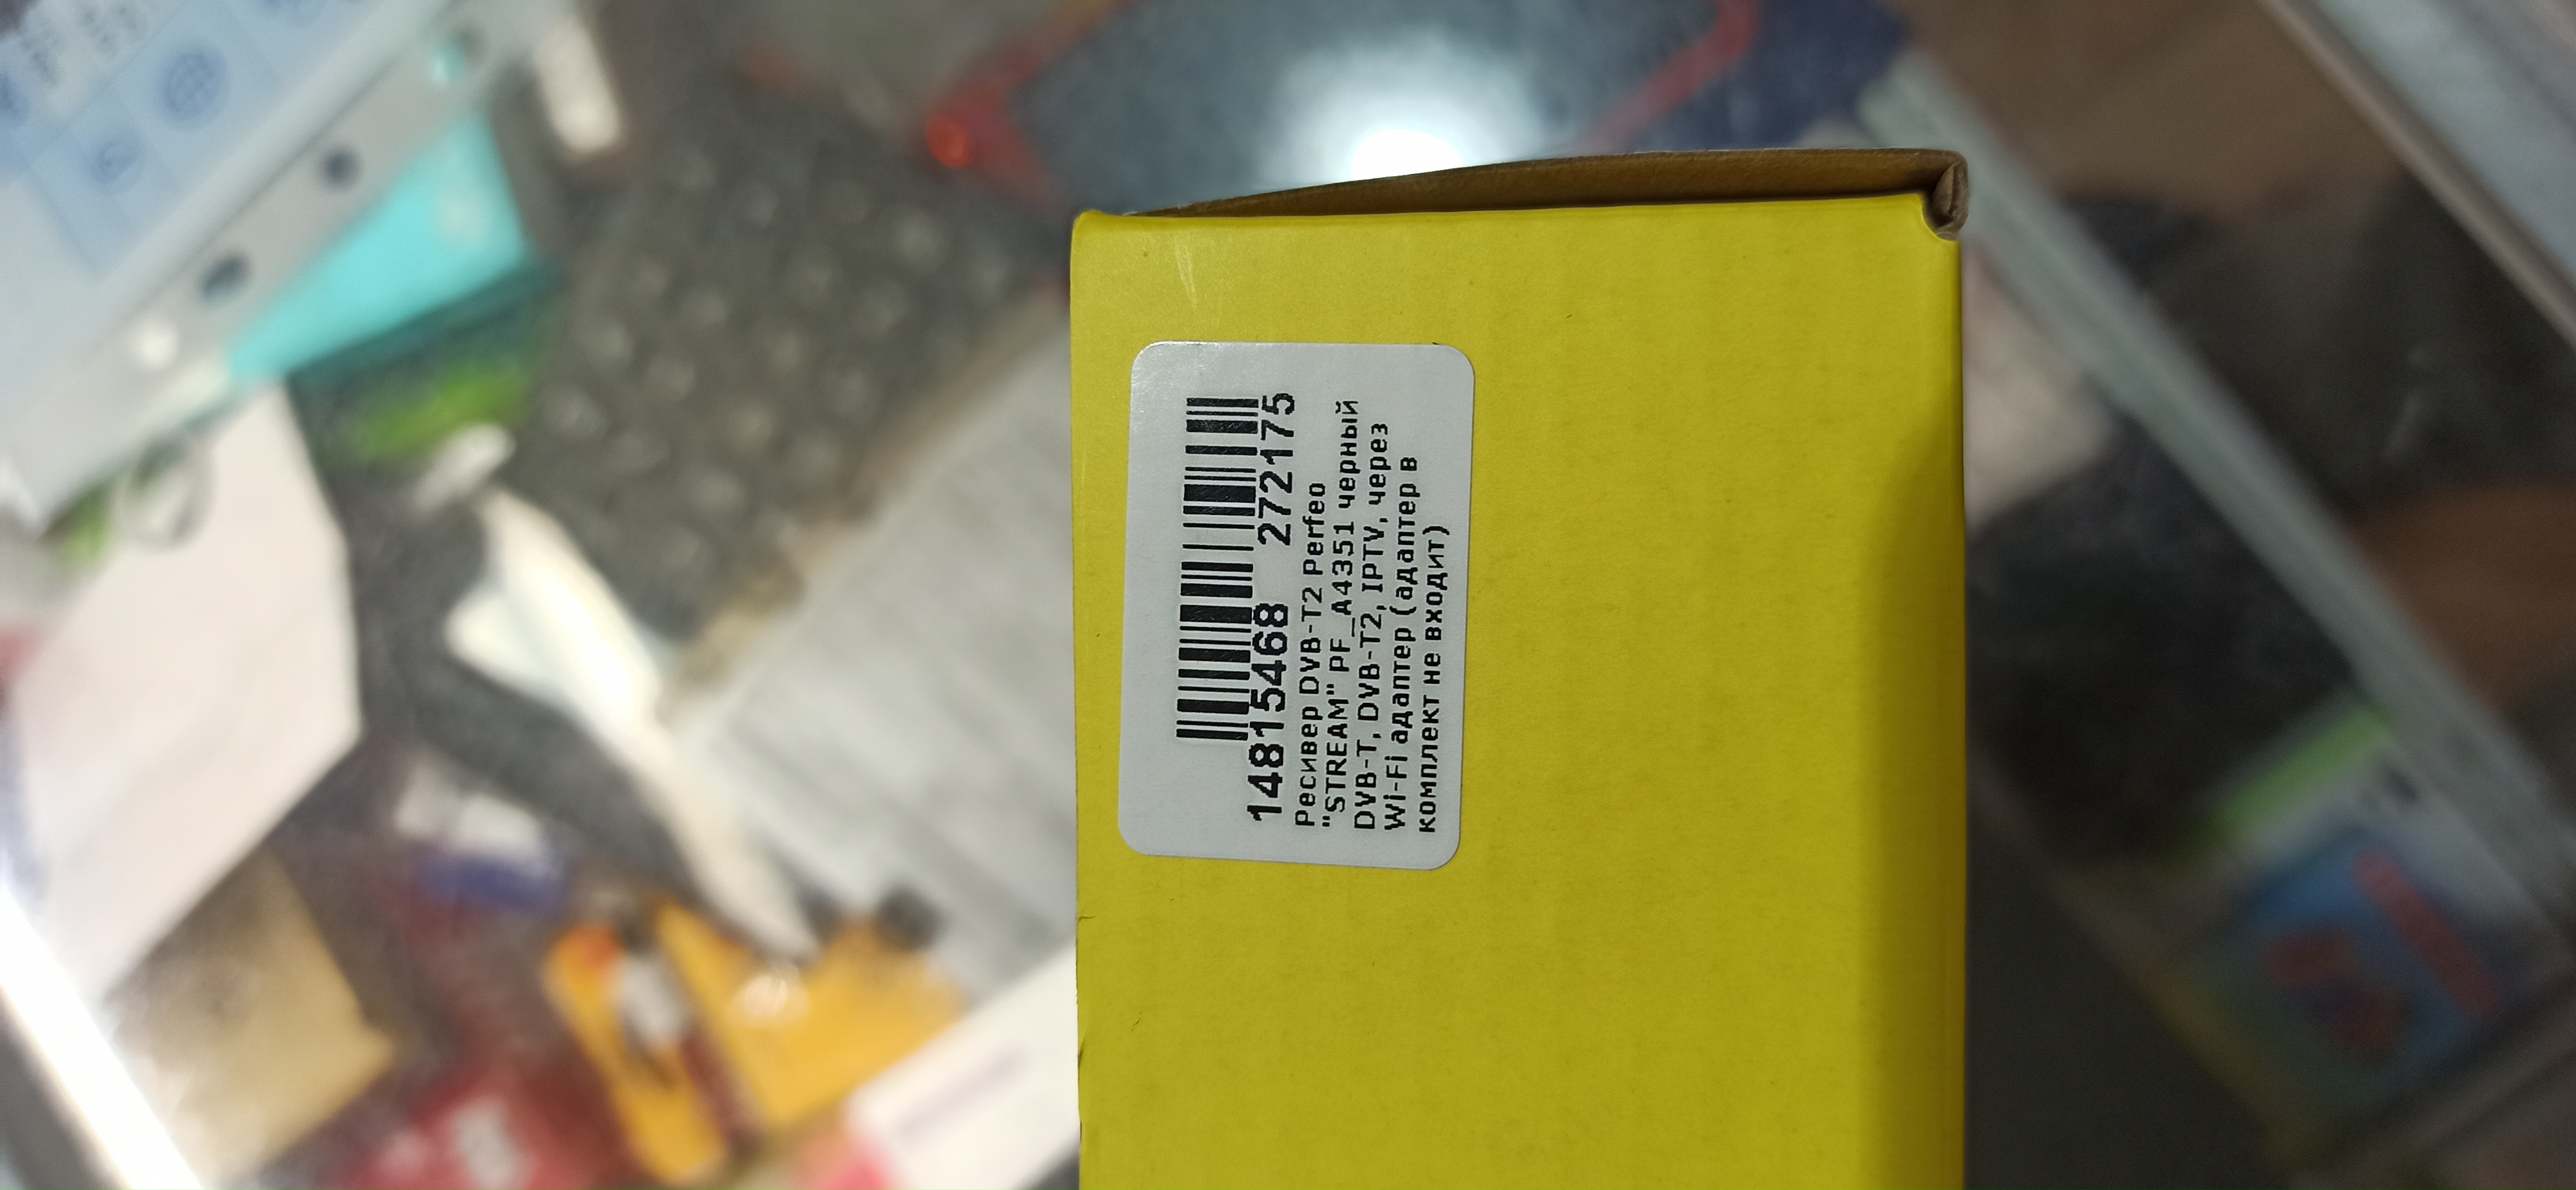 14815468 272175
Ресивер DVB-T2 Perfeo
"STREAM" PF_A4351 черный
DVB-T, DVB-T2, IPTV, через
Wi-Fi адаптер (адаптер в
комплект не входит)